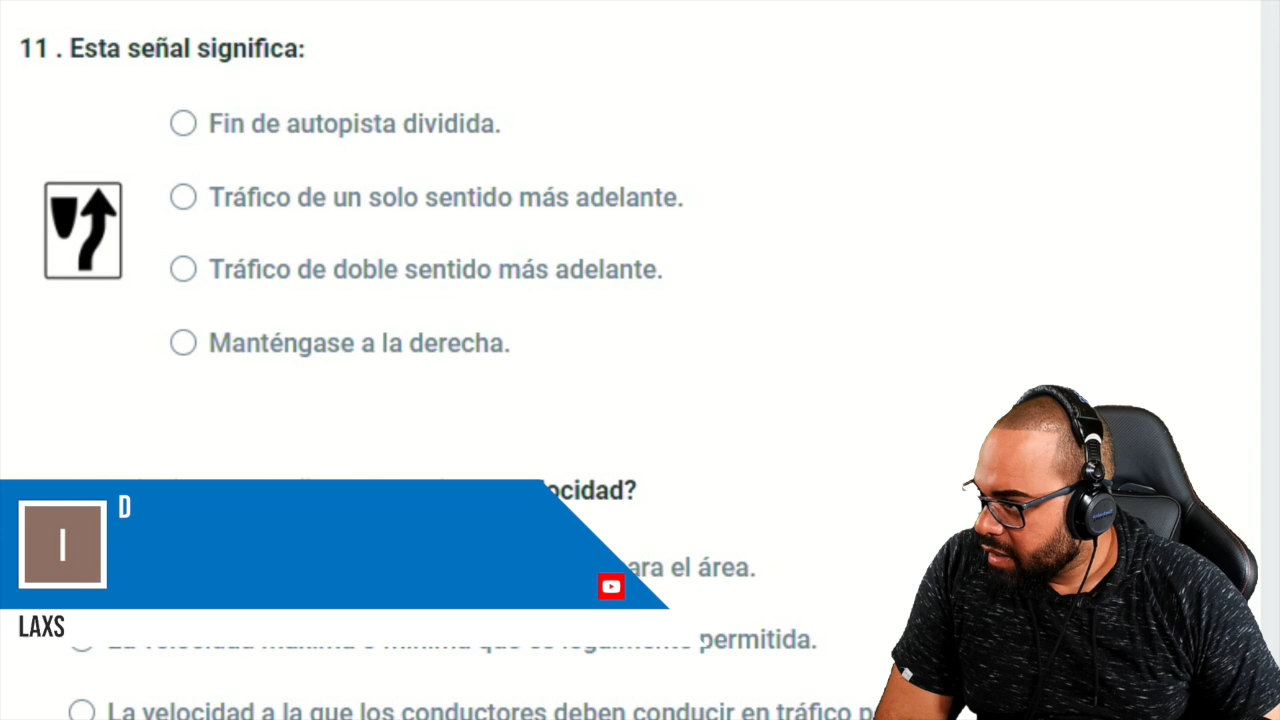 11 . Esta señal significa:
Fin de autopista dividida.
Tráfico de un solo sentido más adelante.
Tráfico de doble sentido más adelante.
Manténgase a la derecha.
ocidad?
D
I
ara el área.
LAXS
permitida.
La velocidad a la que los conductores deben conducir en tráfico p